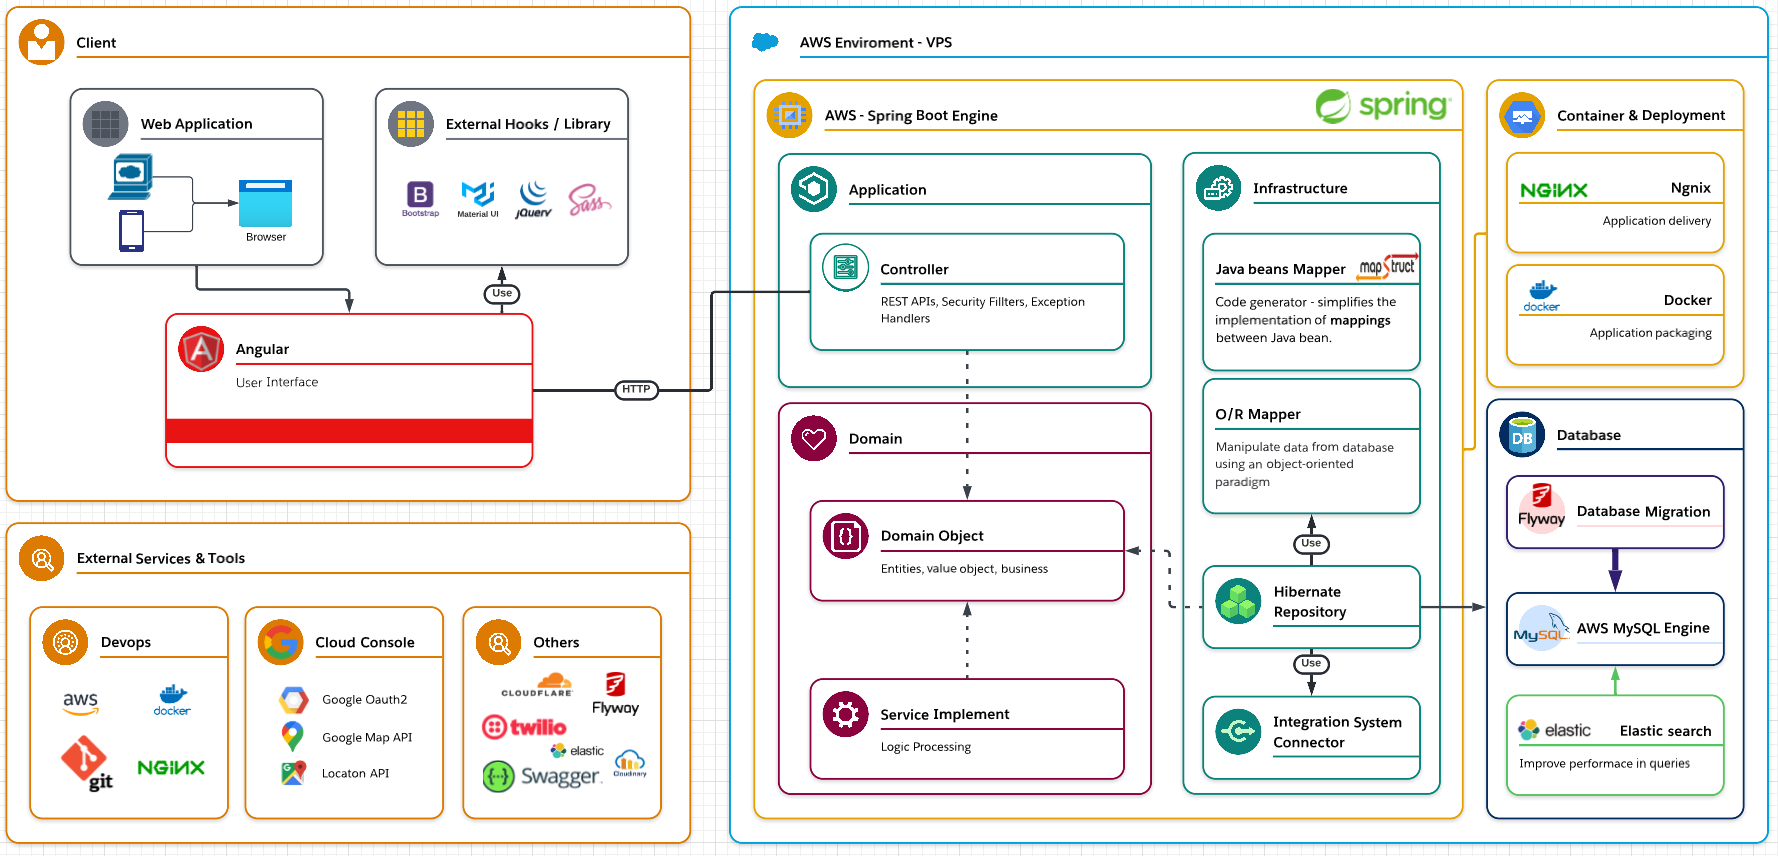 Client
Web Application
Browser
External Hooks / Library
B
Bootstrap
Material UI
jQuery
Sass
Use
A
Angular
User Interface
HTTP
External Services & Tools
Devops
aws
docker
git
NGINX
Cloud Console
G
Google Oauth2
Google Map API
Locaton API
Others
CLOUDFLARE
Flyway
twilio
elastic
Swagger
Cloudinary
AWS Enviroment - VPS
AWS - Spring Boot Engine
spring
Application
Controller
REST APIs, Security Fillters, Exception
Handlers
Domain
Domain Object
Entities, value object, business
Service Implement
Logic Processing
Infrastructure
Java beans Mapper
mapStruct
Code generator - simplifies the
implementation of mappings
between Java bean.
O/R Mapper
Manipulate data from database
using an object-oriented
paradigm
Use
Hibernate
Repository
Use
Integration System
Connector
Container & Deployment
NGINX
Ngnix
Application delivery
docker
Docker
Application packaging
DB
Database
Flyway
Database Migration
MySQL
AWS MySQL Engine
elastic
Elastic search
Improve performace in queries